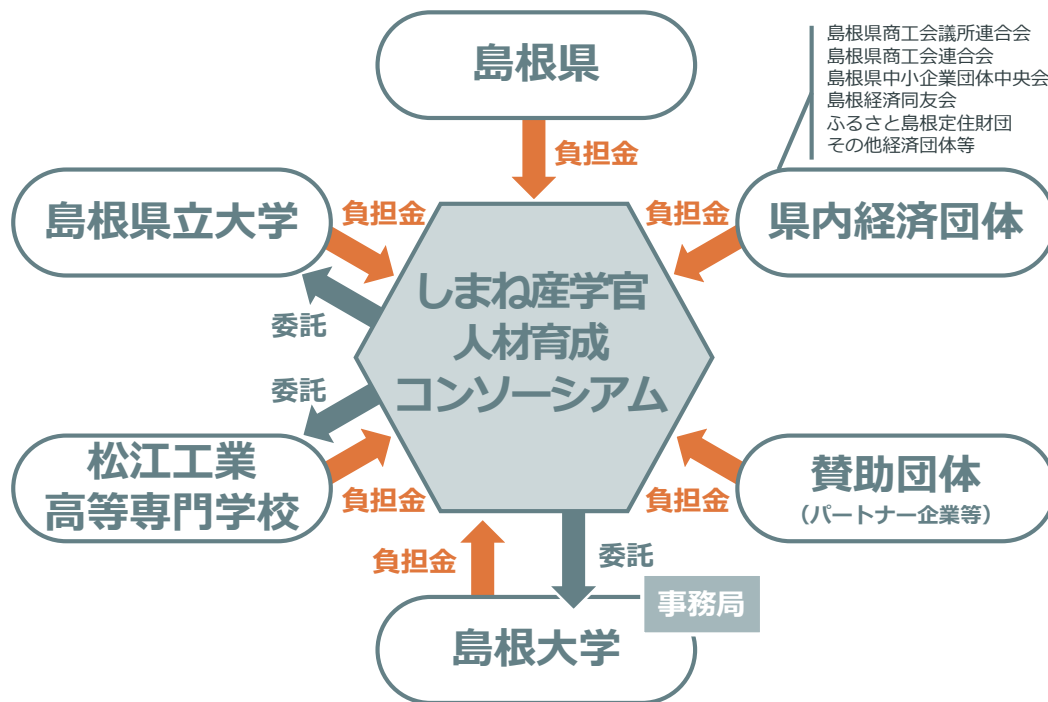 島根県
島根県商工会議所連合会
島根県商工会連合会
島根県中小企業団体中央会
島根経済同友会
ふるさと島根定住財団
その他経済団体等
負担金
島根県立大学
負担金
負担金
県内経済団体
委託
しまね産学官
人材育成
コンソーシアム
委託
松江工業
高等専門学校
負担金
負担金
賛助団体
（パートナー企業等）
負担金
委託
事務局
島根大学